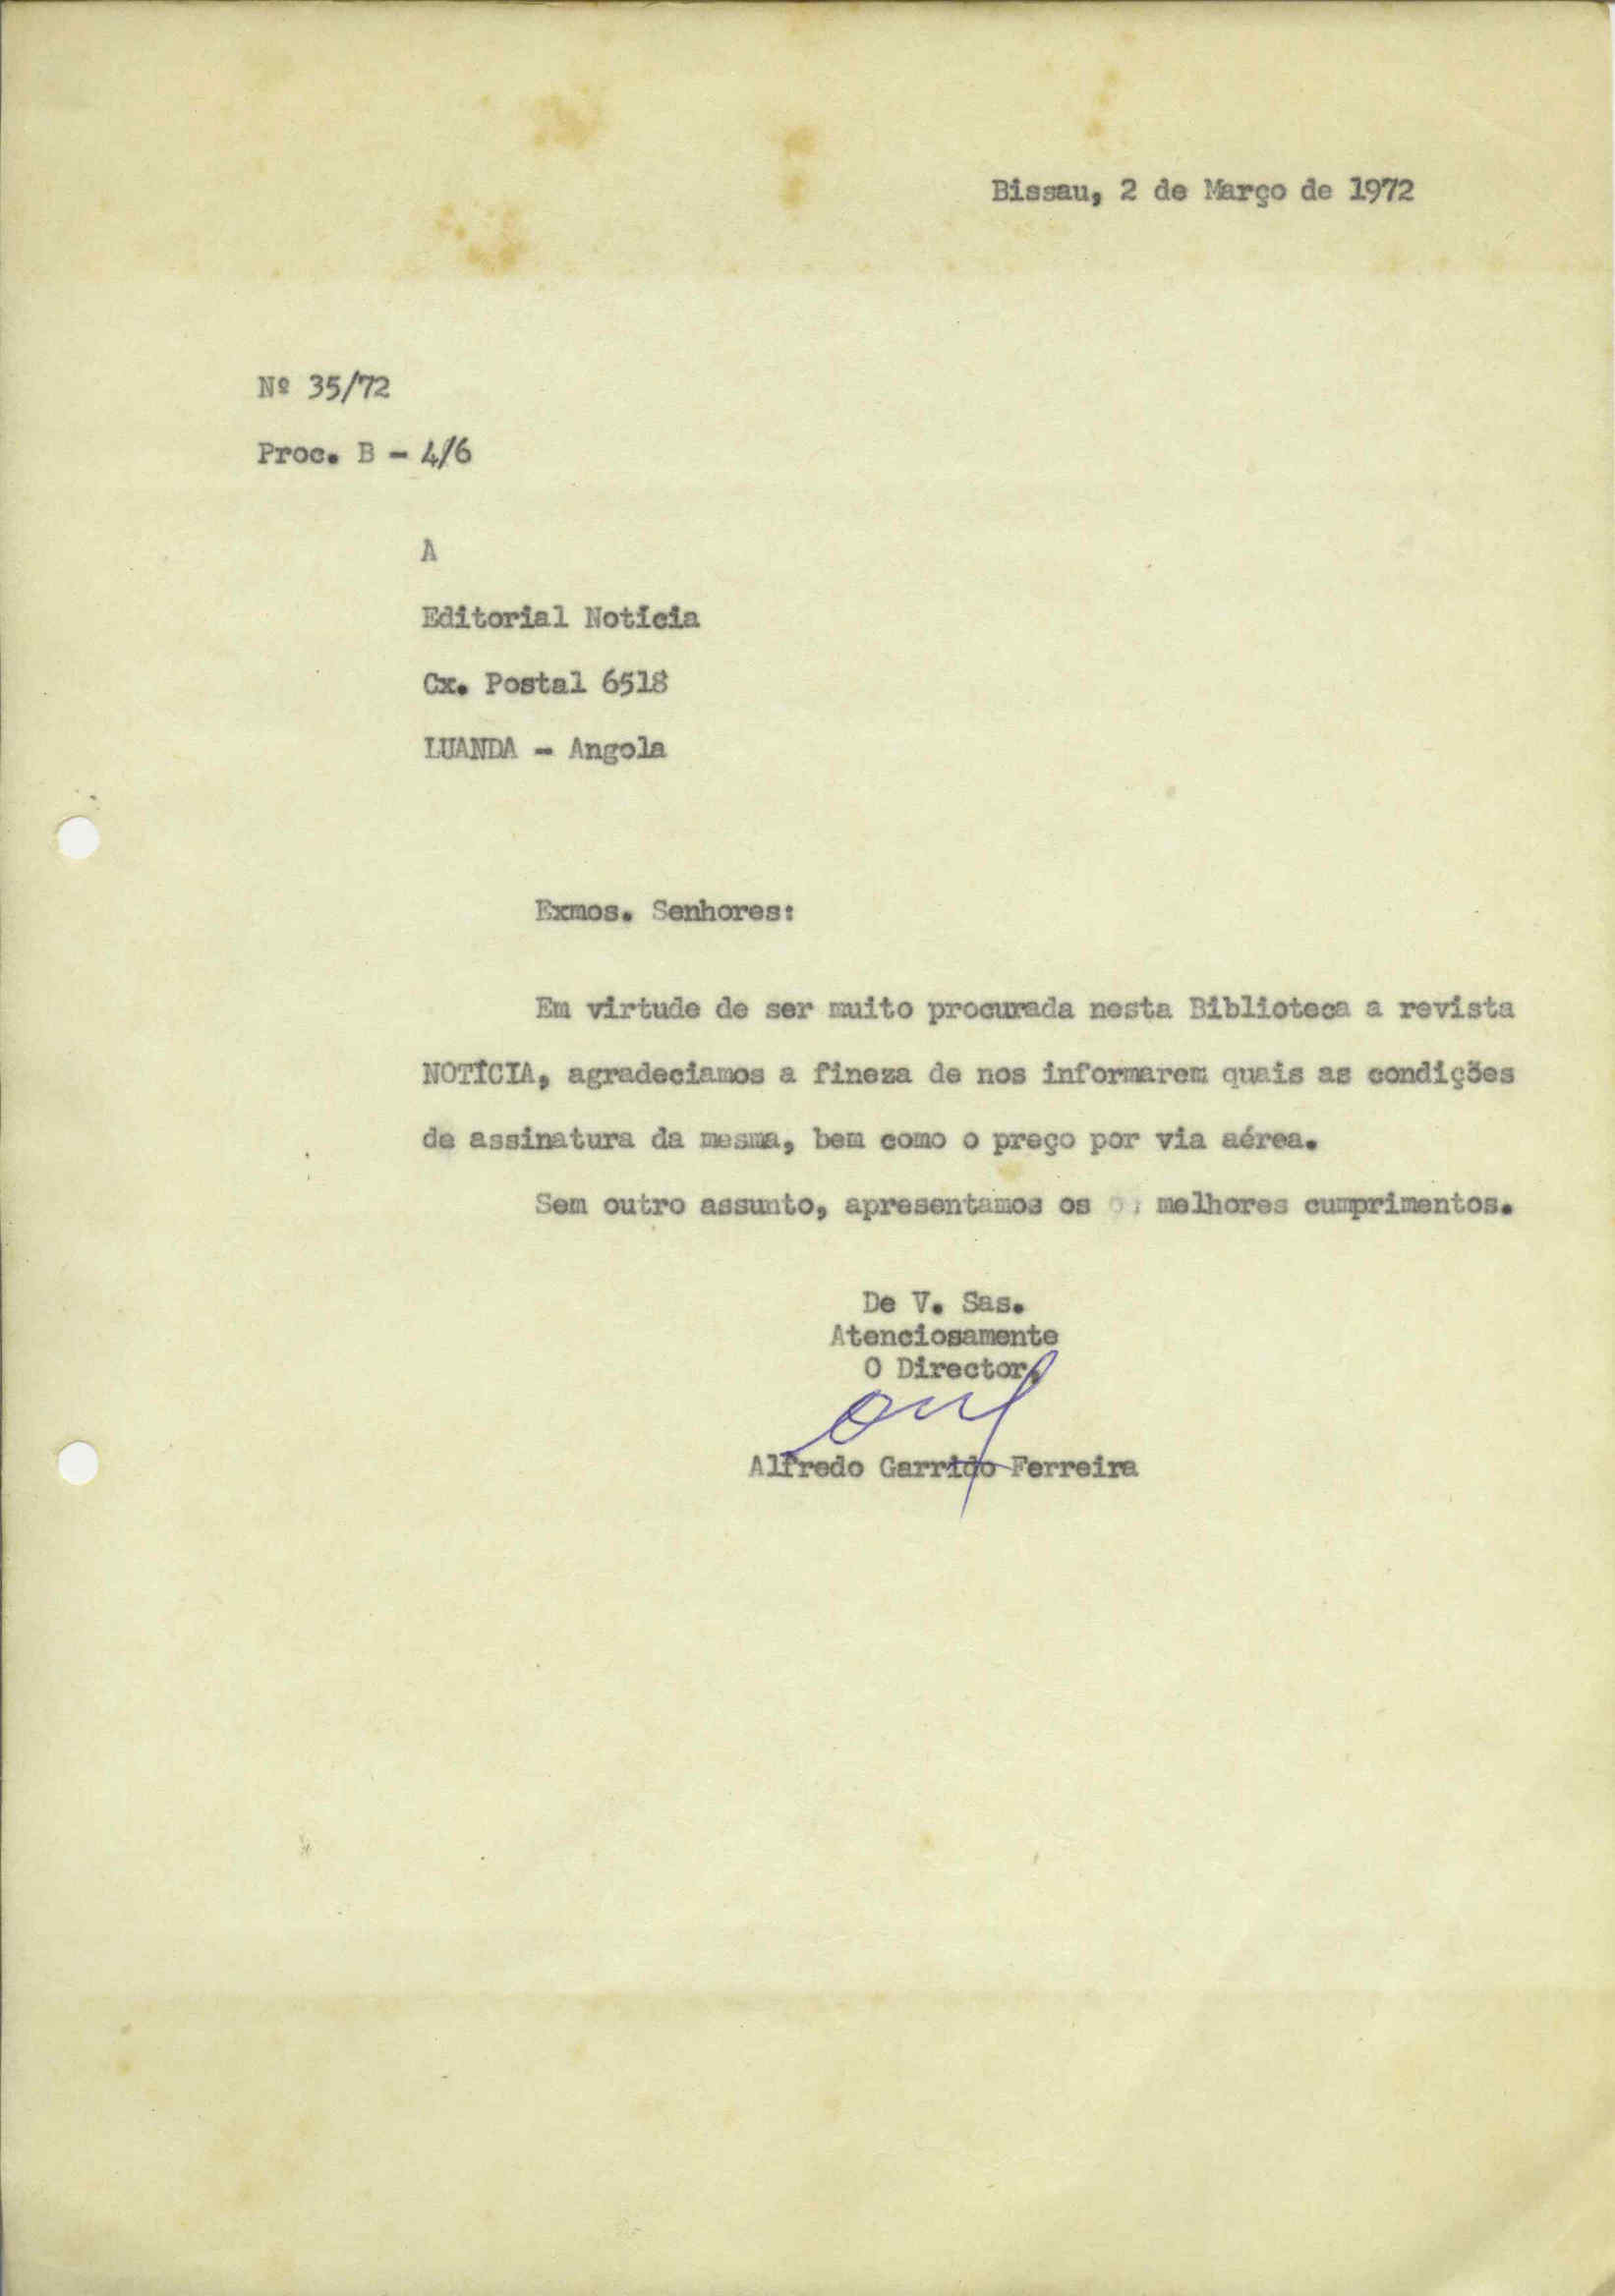 Bissau, 2 de Março de 1972
Nº 35/72
Proc. B - 4/6
A
Editorial Notícia
Cx. Postal 6518
LUANDA - Angola
Exmos. Senhores:
Em virtude de ser muito procurada nesta Biblioteca a revista
NOTÍCIA, agradeciamos a fineza de nos informarem quais as condições
de assinatura da mesma, bem como o preço por via aérea.
Sem outro assunto, apresentamos os melhores cumprimentos.
De V. Sas.
Atenciosamente
O Director,
Alfredo Garrido Ferreira